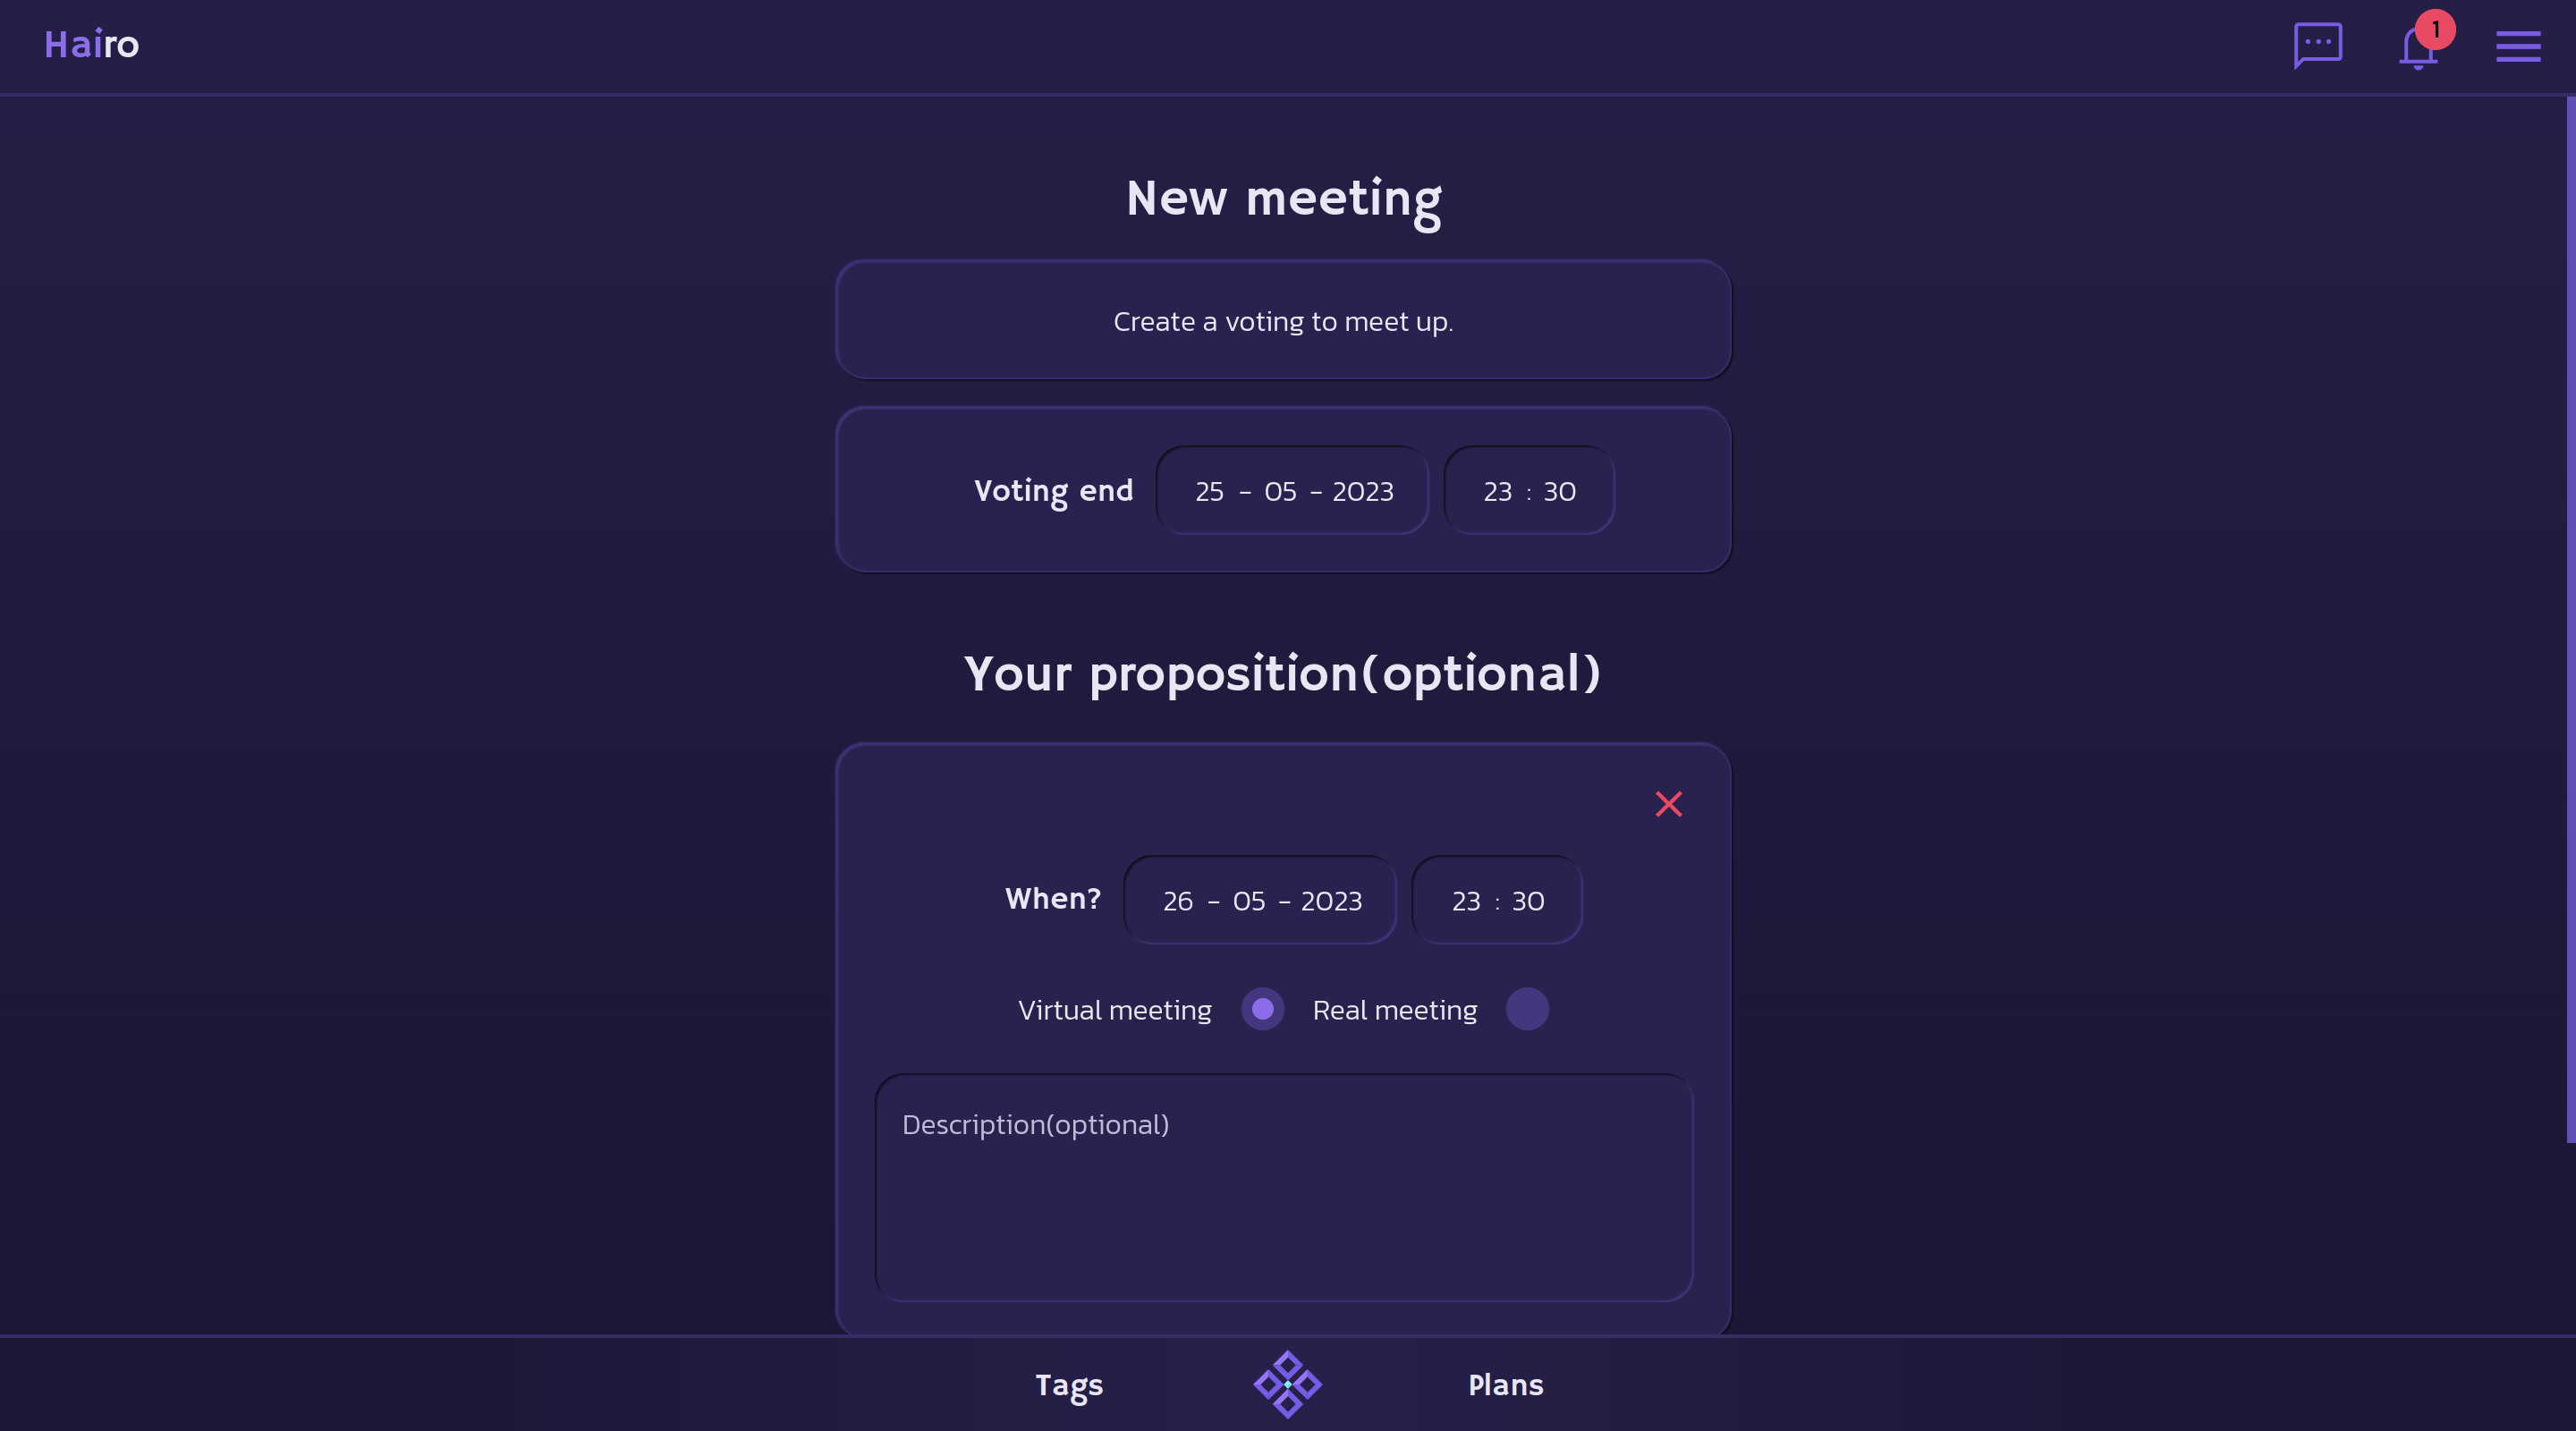 Hairo
1
New meeting
Create a voting to meet up.
Voting end 25 - 05 - 2023 23 : 30
Your proposition(optional)
When? 26 - 05 - 2023 23 : 30
Virtual meeting Real meeting
Description(optional)
Tags Plans